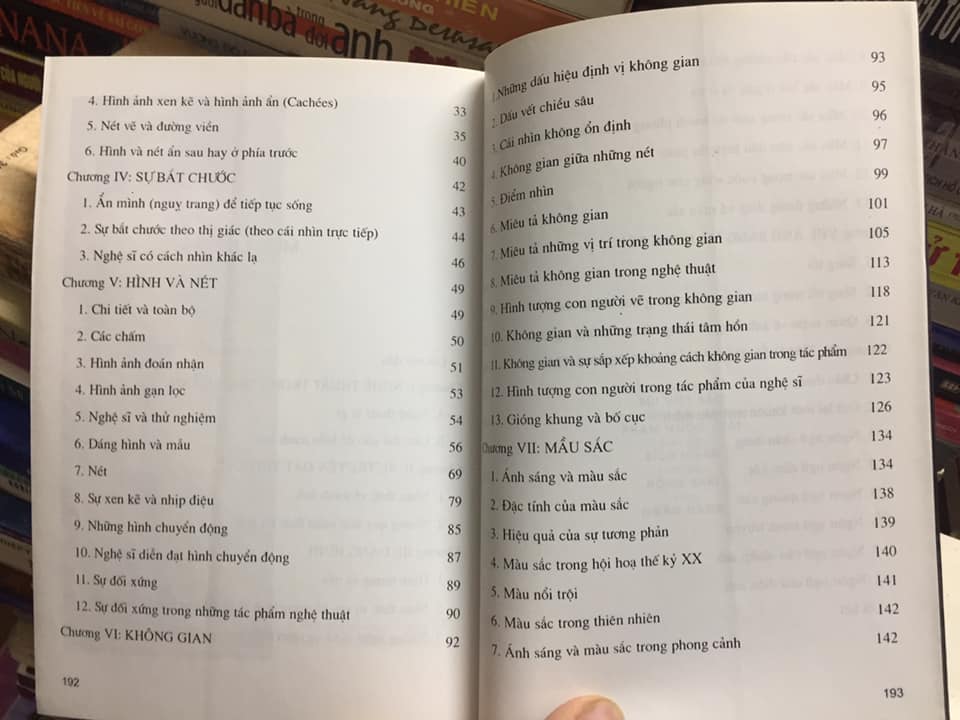 NANA
đàn bà trong đời anh
4. Hình ảnh xen kẽ và hình ảnh ẩn (Cachées) 33
5. Nét vẽ và đường viền 35
6. Hình và nét ẩn sau hay ở phía trước 40
Chương IV: SỰ BẮT CHƯỚC 42
1. Ẩn mình (nguỵ trang) để tiếp tục sống 43
2. Sự bắt chước theo thị giác (theo cái nhìn trực tiếp) 44
3. Nghệ sĩ có cách nhìn khác lạ 46
Chương V: HÌNH VÀ NÉT 49
1. Chi tiết và toàn bộ 49
2. Các chấm 50
3. Hình ảnh đoán nhận 51
4. Hình ảnh gạn lọc 53
5. Nghệ sĩ và thử nghiệm 54
6. Dáng hình và mầu 56
7. Nét 69
8. Sự xen kẽ và nhịp điệu 79
9. Những hình chuyển động 85
10. Nghệ sĩ diễn đạt hình chuyển động 87
11. Sự đối xứng 89
12. Sự đối xứng trong những tác phẩm nghệ thuật 90
Chương VI: KHÔNG GIAN 92
192
1. Những dấu hiệu định vị không gian 93
2. Dấu vết chiều sâu 95
3. Cái nhìn không ổn định 96
4. Không gian giữa những nét 97
5. Điểm nhìn 99
6. Miêu tả không gian 101
7. Miêu tả những vị trí trong không gian 105
8. Miêu tả không gian trong nghệ thuật 113
9. Hình tượng con người vẽ trong không gian 118
10. Không gian và những trạng thái tâm hồn 121
11. Không gian và sự sắp xếp khoảng cách không gian trong tác phẩm 122
12. Hình tượng con người trong tác phẩm của nghệ sĩ 123
13. Gióng khung và bố cục 126
Chương VII: MẦU SẮC 134
1. Ánh sáng và màu sắc 134
2. Đặc tính của màu sắc 138
3. Hiệu quả của sự tương phản 139
4. Màu sắc trong hội hoạ thế kỷ XX 140
5. Màu nổi trội 141
6. Màu sắc trong thiên nhiên 142
7. Ánh sáng và màu sắc trong phong cảnh 142
193